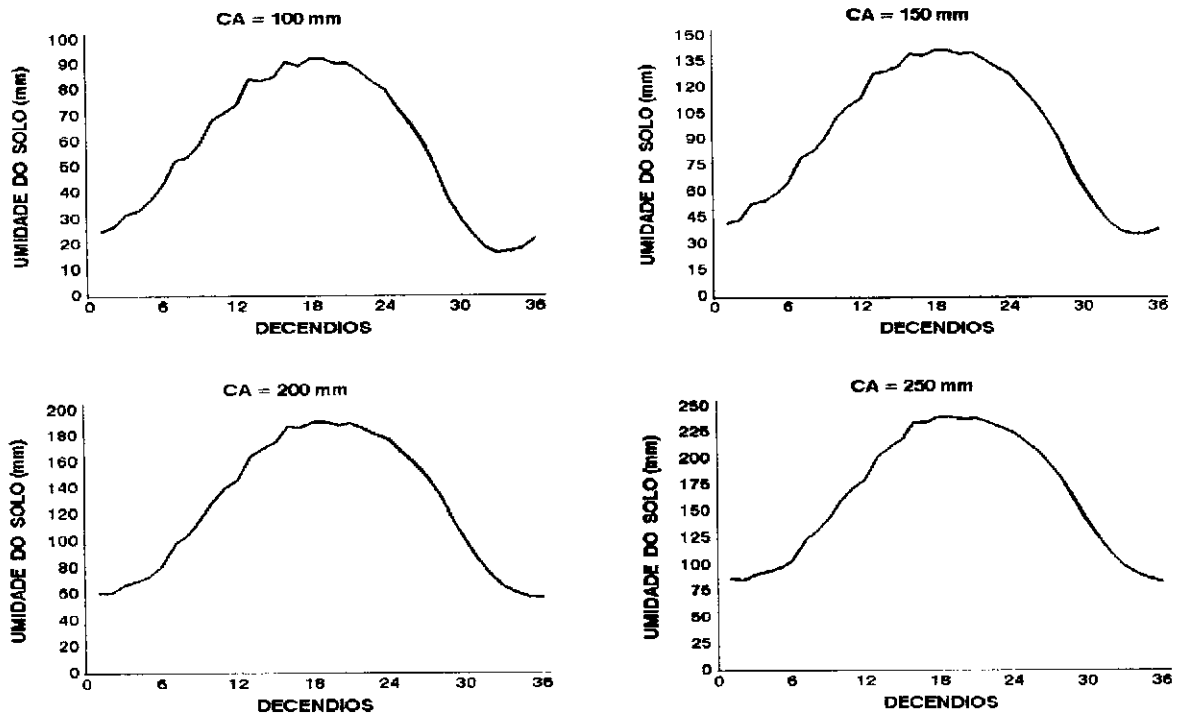 CA = 100 mm
UMIDADE DO SOLO (mm)
100
90
80
70
60
50
40
30
20
10
0
0 6 12 18 24 30 36
DECENDIOS
CA = 150 mm
UMIDADE DO SOLO (mm)
150
135
120
105
90
75
60
45
30
15
0
0 6 12 18 24 30 36
DECENDIOS
CA = 200 mm
UMIDADE DO SOLO (mm)
200
180
160
140
120
100
80
60
40
20
0
0 6 12 18 24 30 36
DECENDIOS
CA = 250 mm
UMIDADE DO SOLO (mm)
250
225
200
175
150
125
100
75
50
25
0
0 6 12 18 24 30 36
DECENDIOS